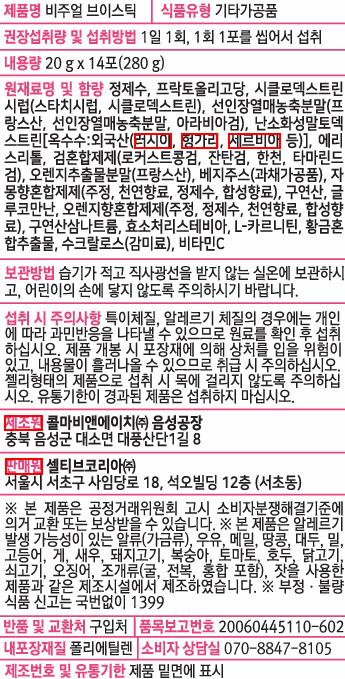 제품명 비주얼 브이스틱 식품유형 기타가공품
권장섭취량 및 섭취방법 1일 1회, 1회 1포를 씹어서 섭취
내용량 20 g x 14포(280 g)
원재료명 및 함량 정제수, 프락토올리고당, 시클로덱스트린
시럽(스타치시럽, 시클로덱스트린), 선인장열매농축분말(프
랑스산, 선인장열매농축분말, 아라비아검), 난소화성말토덱
스트린[옥수수:외국산(러시아, 헝가리, 세르비아 등)], 에리
스리톨, 검혼합제제(로커스트콩검, 잔탄검, 한천, 타마린드
검), 오렌지추출물분말(프랑스산), 베지주스(과채가공품), 자
몽향혼합제제(주정, 천연향료, 정제수, 합성향료), 구연산, 글
루코만난, 오렌지향혼합제제(주정, 정제수, 천연향료, 합성향
료), 구연산삼나트륨, 효소처리스테비아, L-카르니틴, 황금혼
합추출물, 수크랄로스(감미료), 비타민C
보관방법 습기가 적고 직사광선을 받지 않는 실온에 보관하시
고, 어린이의 손에 닿지 않도록 주의하시기 바랍니다.
섭취 시 주의사항 특이체질, 알레르기 체질의 경우에는 개인
에 따라 과민반응을 나타낼 수 있으므로 원료를 확인 후 섭취
하십시오. 제품 개봉 시 포장재에 의해 상처를 입을 위험이
있고, 내용물이 흘러나올 수 있으므로 취급 시 주의하십시오.
젤리형태의 제품으로 섭취 시 목에 걸리지 않도록 주의하십
시오. 유통기한이 경과된 제품은 섭취하지 마십시오.
제조원 콜마비앤에이치㈜ 음성공장
충북 음성군 대소면 대풍산단1길 8
판매원 셀티브코리아㈜
서울시 서초구 사임당로 18, 석오빌딩 12층 (서초동)
※ 본 제품은 공정거래위원회 고시 소비자분쟁해결기준에
의거 교환 또는 보상받을 수 있습니다. ※ 본 제품은 알레르기
발생 가능성이 있는 알류(가금류), 우유, 메밀, 땅콩, 대두, 밀,
고등어, 게, 새우, 돼지고기, 복숭아, 토마토, 호두, 닭고기,
쇠고기, 오징어, 조개류(굴, 전복, 홍합 포함), 잣을 사용한
제품과 같은 제조시설에서 제조하였습니다. ※ 부정·불량
식품 신고는 국번없이 1399
반품 및 교환처 구입처 품목보고번호 20060445110-602
내포장재질 폴리에틸렌 소비자 상담실 070-8847-8105
제조번호 및 유통기한 제품 밑면에 표시